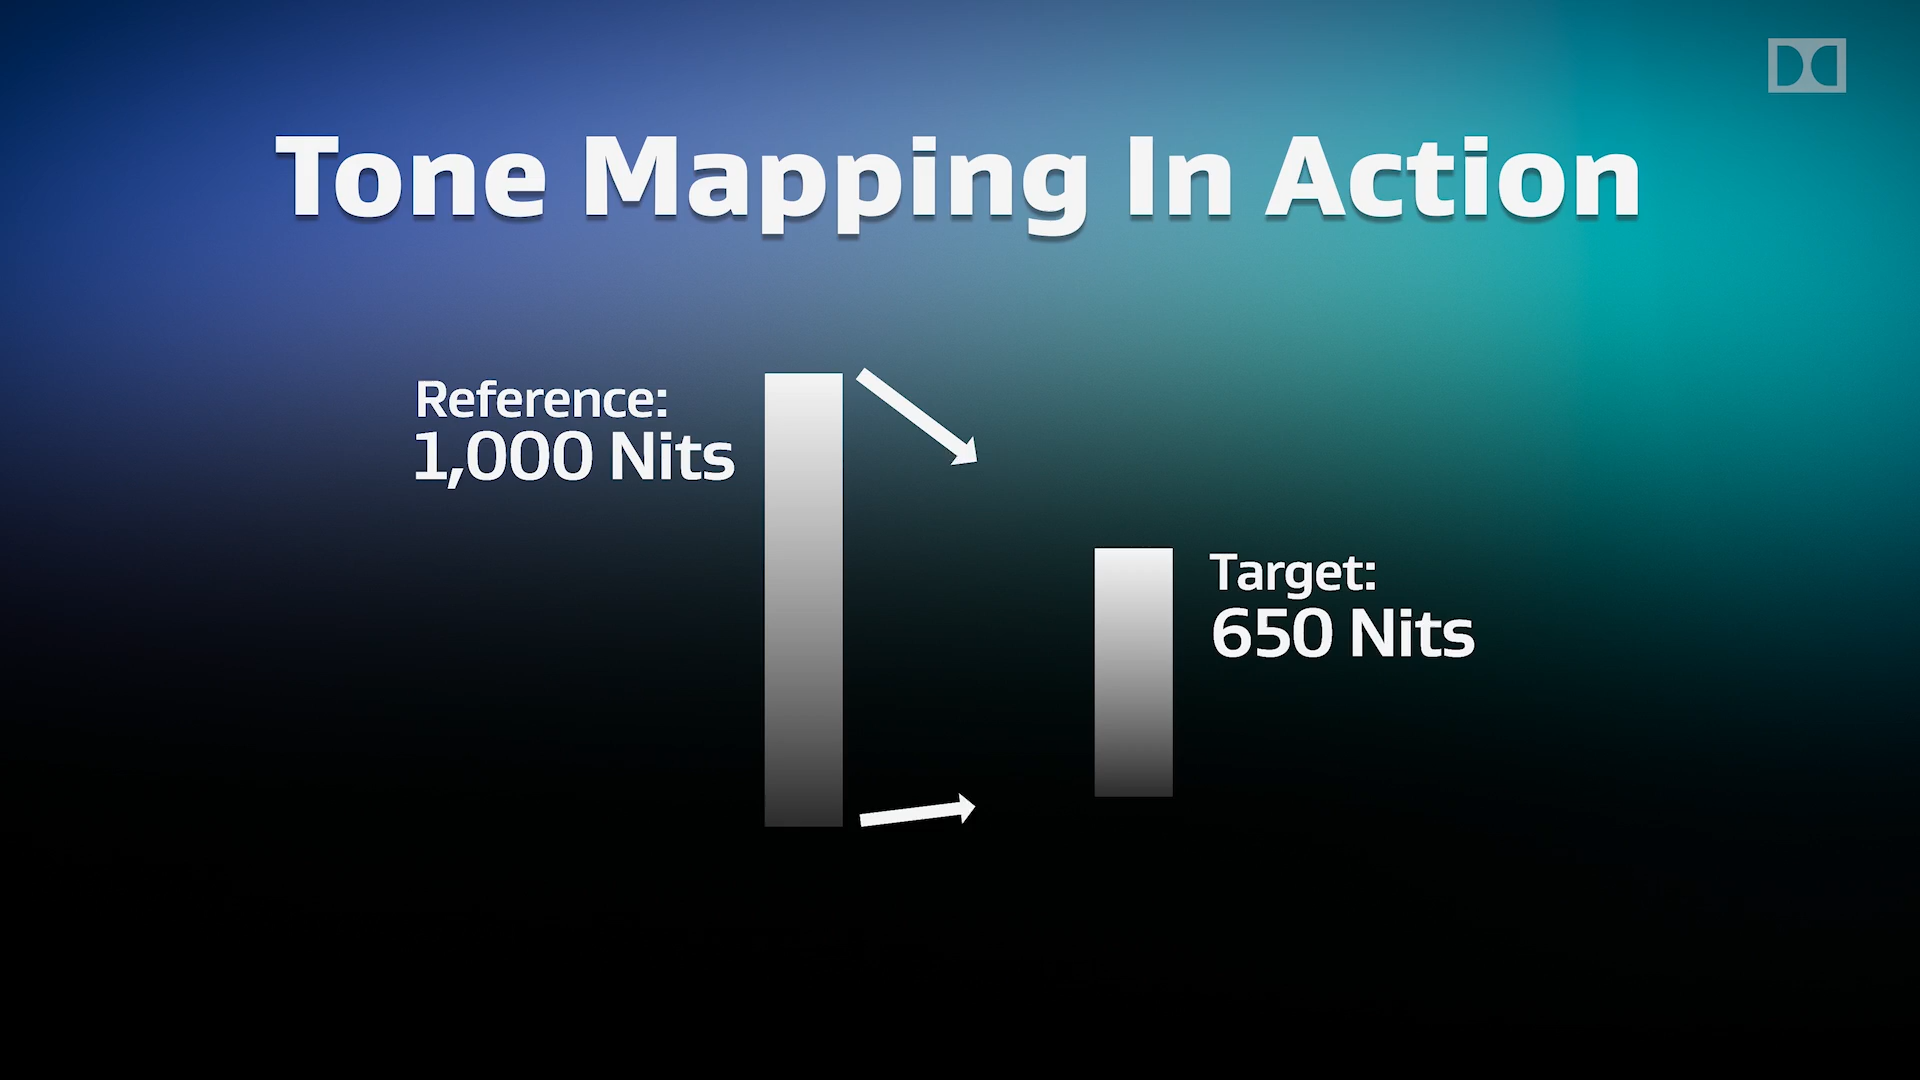 Tone Mapping In Action
Reference:
1,000 Nits
Target:
650 Nits